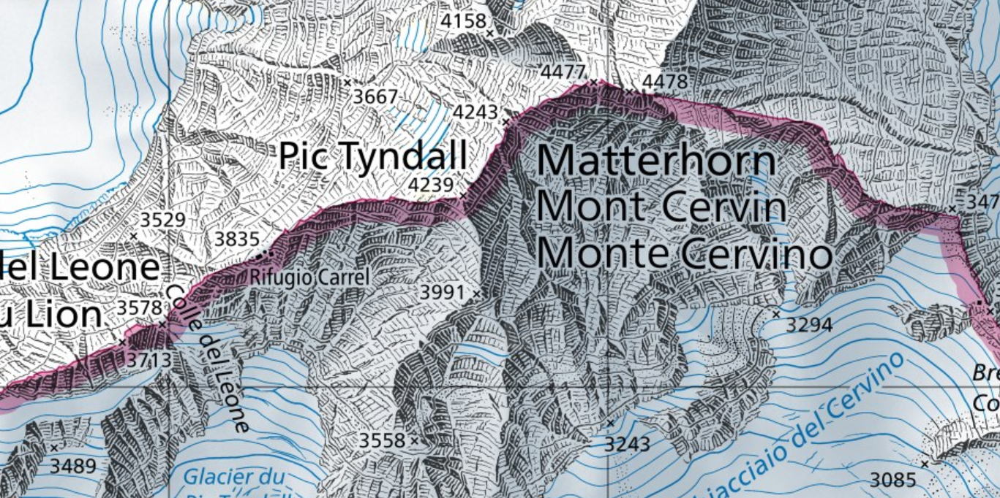 4158
4477
4478
3667
4243
Pic Tyndall
Matterhorn
4239
Mont Cervin
347
3529
3835
Monte Cervino
del Leone
Rifugio Carrel
3578
3991
u Lion
Colle del Leone
3294
3713
Ghiacciaio del Cervino
3558
3243
3489
Glacier du
3085